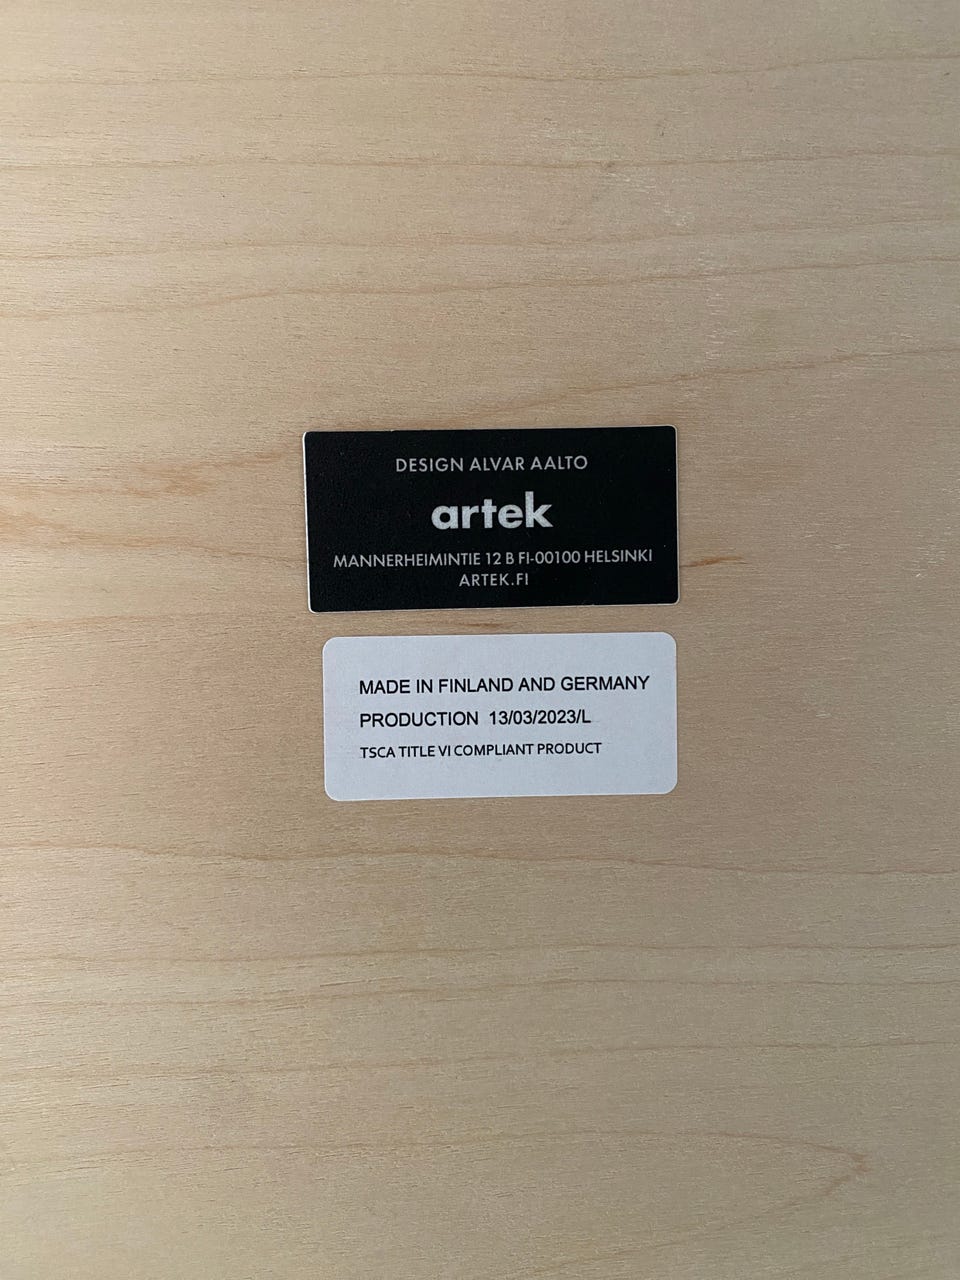 DESIGN ALVAR AALTO
artek
MANNERHEIMINTIE 12 B FI-00100 HELSINKI
ARTEK.FI
MADE IN FINLAND AND GERMANY
PRODUCTION 13/03/2023/L
TSCA TITLE VI COMPLIANT PRODUCT